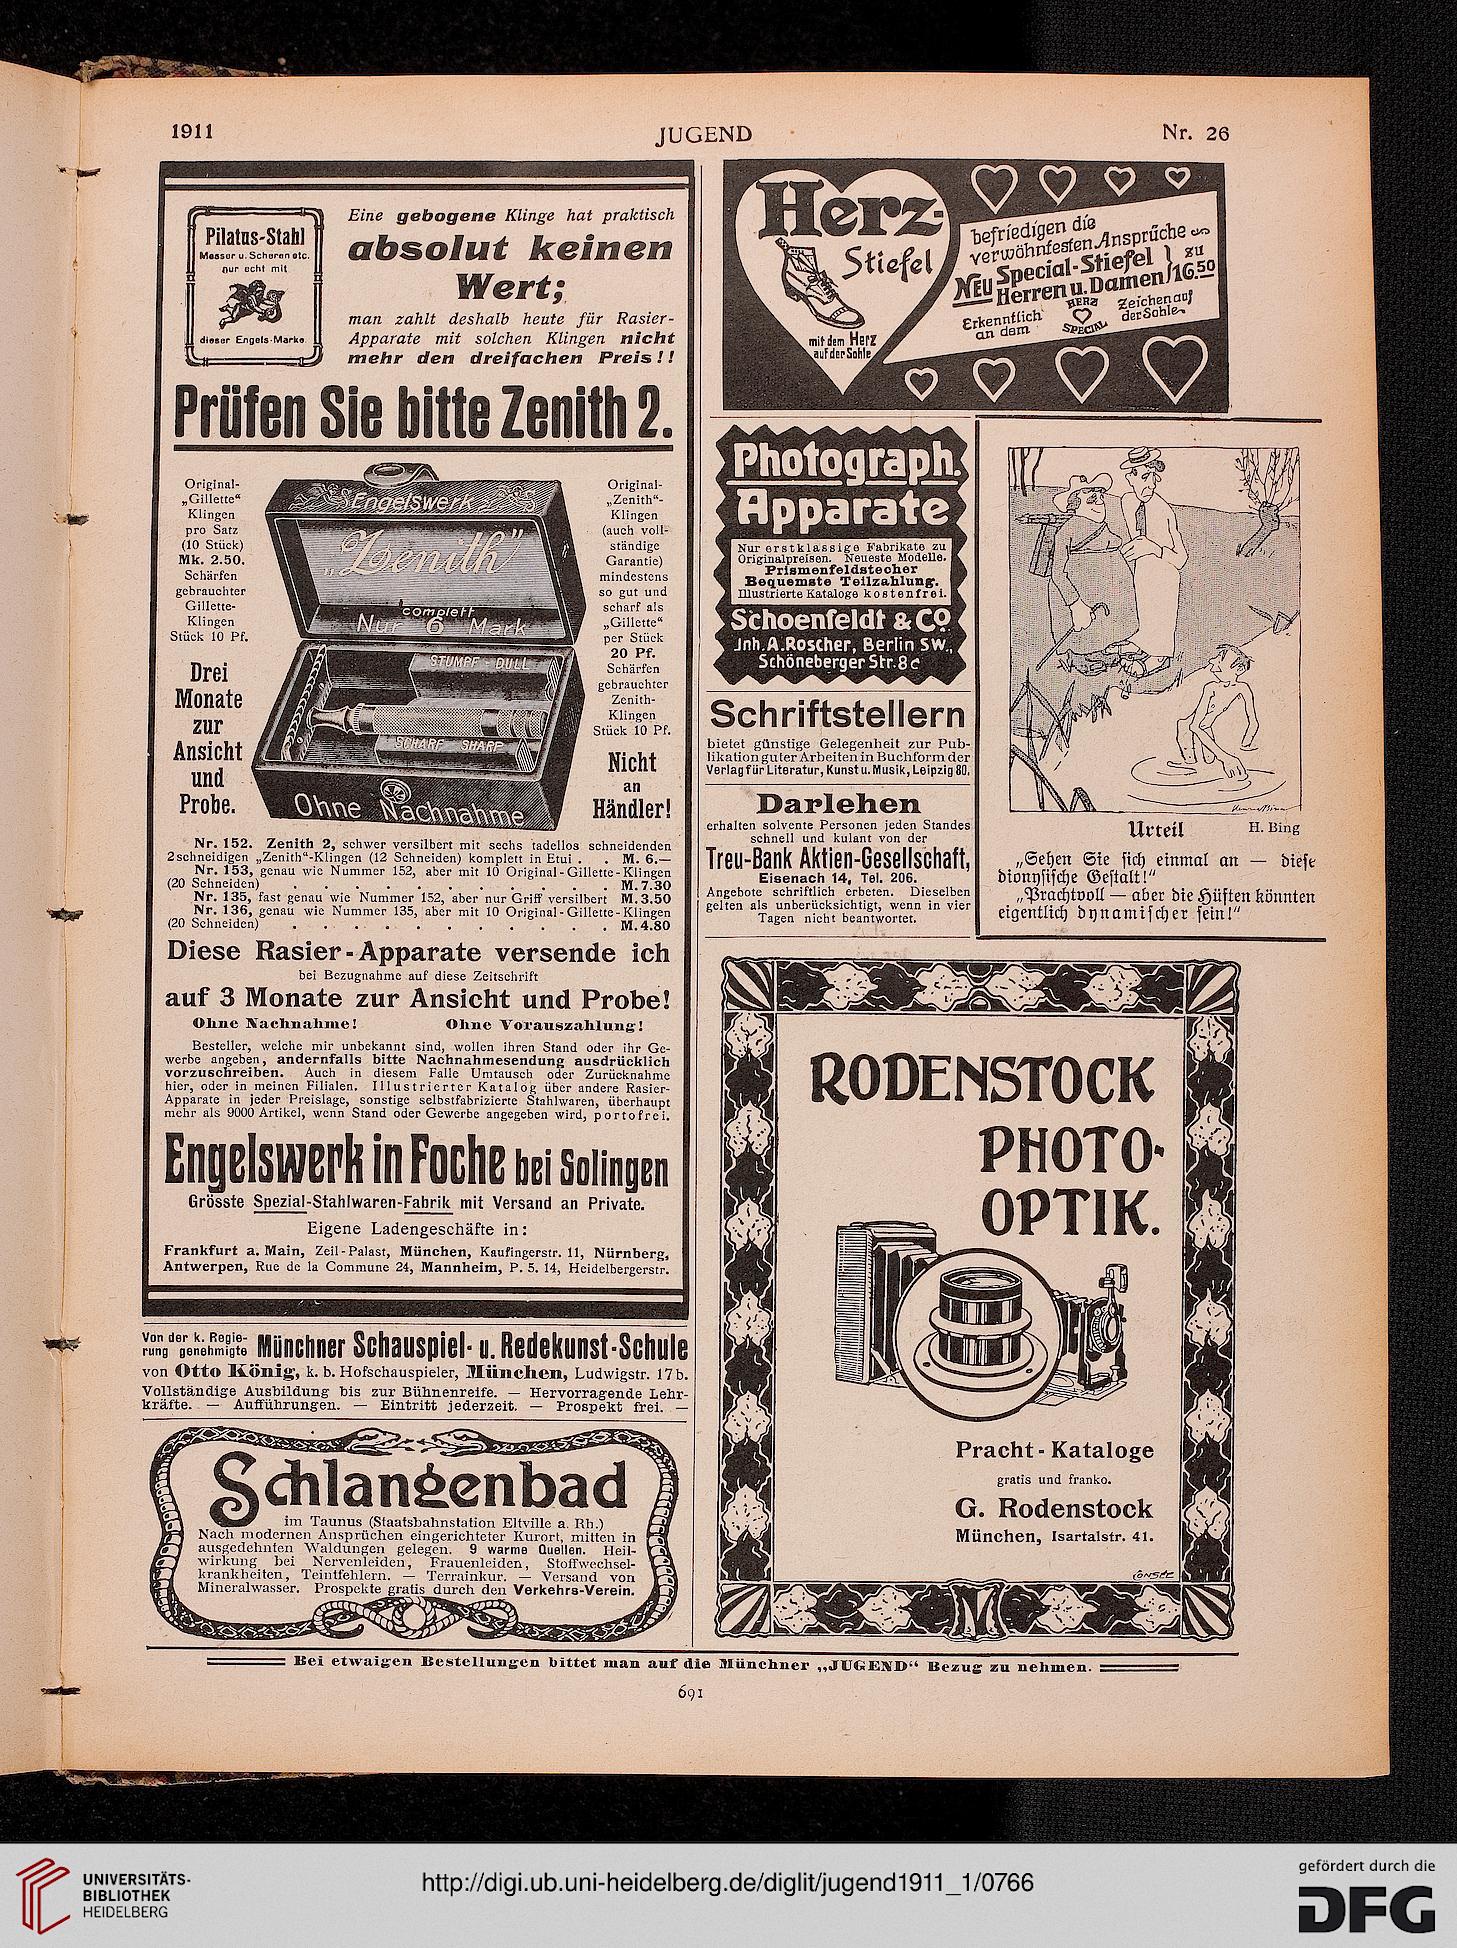 1911
JUGEND
Nr. 26
Pilatus-Stahl
Messer u. Scheren etc.
nur echt mit
dieser Engels-Marke.
Eine gebogene Klinge hat praktisch
absolut keinen
Wert;
man zahlt deshalb heute für Rasier-
Apparate mit solchen Klingen nicht
mehr den dreifachen Preis!!
Prüfen Sie bitte Zenith 2.
Original-
„Gillette“
Klingen
pro Satz
(10 Stück)
Mk. 2.50.
Schärfen
gebrauchter
Gillette-
Klingen
Stück 10 Pf.
Drei
Monate
zur
Ansicht
und
Probe.
Engelswerk
„Zenith“
complett
Nur 6 Mark
STUMPF - DULL
SCHARF SHARP
Ohne Nachnahme
Original-
„Zenith“-
Klingen
(auch voll-
ständige
Garantie)
mindestens
so gut und
scharf als
„Gillette“
per Stück
20 Pf.
Schärfen
gebrauchter
Zenith-
Klingen
Stück 10 Pf.
Nicht
an
Händler!
Nr. 152. Zenith 2, schwer versilbert mit sechs tadellos schneidenden
2schneidigen „Zenith“-Klingen (12 Schneiden) komplett in Etui . . M. 6.—
Nr. 153, genau wie Nummer 152, aber mit 10 Original-Gillette-Klingen
(20 Schneiden) . . . . . . . . . . . M. 7.30
Nr. 135, fast genau wie Nummer 152, aber nur Griff versilbert M. 3.50
Nr. 136, genau wie Nummer 135, aber mit 10 Original-Gillette-Klingen
(20 Schneiden) . . . . . . . . . . . M. 4.80
Diese Rasier-Apparate versende ich
bei Bezugnahme auf diese Zeitschrift
auf 3 Monate zur Ansicht und Probe!
Ohne Nachnahme! Ohne Vorauszahlung!
Besteller, welche mir unbekannt sind, wollen ihren Stand oder ihr Ge-
werbe angeben, andernfalls bitte Nachnahmesendung ausdrücklich
vorzuschreiben. Auch in diesem Falle Umtausch oder Zurücknahme
hier, oder in meinen Filialen. Illustrierter Katalog über andere Rasier-
Apparate in jeder Preislage, sonstige selbstfabrizierte Stahlwaren, überhaupt
mehr als 9000 Artikel, wenn Stand oder Gewerbe angegeben wird, portofrei.
Engelswerk in Foche bei Solingen
Grösste Spezial-Stahlwaren-Fabrik mit Versand an Private.
Eigene Ladengeschäfte in:
Frankfurt a. Main, Zeil-Palast, München, Kaufingerstr. 11, Nürnberg,
Antwerpen, Rue de la Commune 24, Mannheim, P. 5. 14, Heidelbergerstr.
Von der k. Regie-
rung genehmigte
Münchner Schauspiel- u. Redekunst-Schule
von Otto König, k. b. Hofschauspieler, München, Ludwigstr. 17b.
Vollständige Ausbildung bis zur Bühnenreife. — Hervorragende Lehr-
kräfte. — Aufführungen. — Eintritt jederzeit. — Prospekt frei. —
Schlangenbad
im Taunus (Staatsbahnstation Eltville a. Rh.)
Nach modernen Ansprüchen eingerichteter Kurort, mitten in
ausgedehnten Waldungen gelegen. 9 warme Quellen. Heil-
wirkung bei Nervenleiden, Frauenleiden, Stoffwechsel-
krankheiten, Teintfehlern. — Terrainkur. — Versand von
Mineralwasser. Prospekte gratis durch den Verkehrs-Verein.
Herz-
Stiefel
mit dem Herz
auf der Sohle
befriedigen die
verwöhntesten Ansprüche
Neu Special-Stiefel } zu
Herren u. Damen 16.50
Erkenntlich
an dem
HERZ
SPECIAL
Zeichen auf
der Sohle
Photograph.
Apparate
Nur erstklassige Fabrikate zu
Originalpreisen. Neueste Modelle.
Prismenfeldstecher
Bequemste Teilzahlung.
Illustrierte Kataloge kostenfrei.
Schoenfeldt & Co
Jnh. A. Roscher, Berlin SW.,
Schöneberger Str. 8c
Schriftstellern
bietet günstige Gelegenheit zur Pub-
likation guter Arbeiten in Buchform der
Verlag für Literatur, Kunst u. Musik, Leipzig 80.
Darlehen
erhalten solvente Personen jeden Standes
schnell und kulant von der
Treu-Bank Aktien-Gesellschaft,
Eisenach 14, Tel. 206.
Angebote schriftlich erbeten. Dieselben
gelten als unberücksichtigt, wenn in vier
Tagen nicht beantwortet.
Urteil
H. Bing
„Sehen Sie sich einmal an — diese
dionysische Gestalt!“
„Prachtvoll — aber die Hüften könnten
eigentlich dynamischer sein!“
RODENSTOCK
PHOTO-
OPTIK.
Pracht-Kataloge
gratis und franko.
G. Rodenstock
München, Isartalstr. 41.
CONSÉE
M
Bei etwaigen Bestellungen bittet man auf die Münchner „JUGEND“ Bezug zu nehmen.
691
UNIVERSITÄTS-
BIBLIOTHEK
HEIDELBERG
http://digi.ub.uni-heidelberg.de/diglit/jugend1911_1/0766
gefördert durch die
DFG